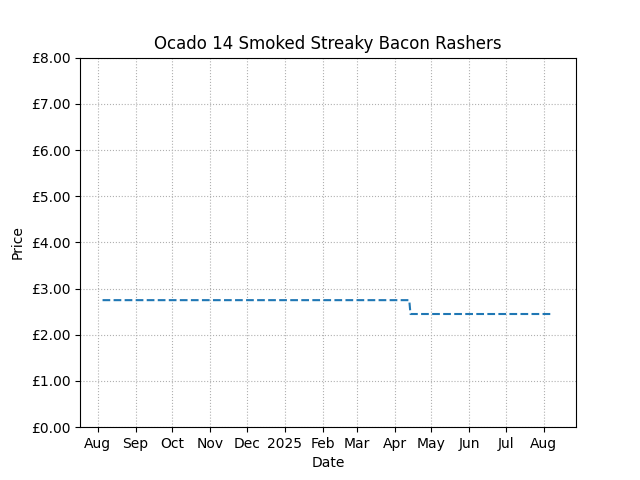 Ocado 14 Smoked Streaky Bacon Rashers
£8.00
£7.00
£6.00
£5.00
£4.00
£3.00
£2.00
£1.00
£0.00
Price
Aug Sep Oct Nov Dec 2025 Feb Mar Apr May Jun Jul Aug
Date